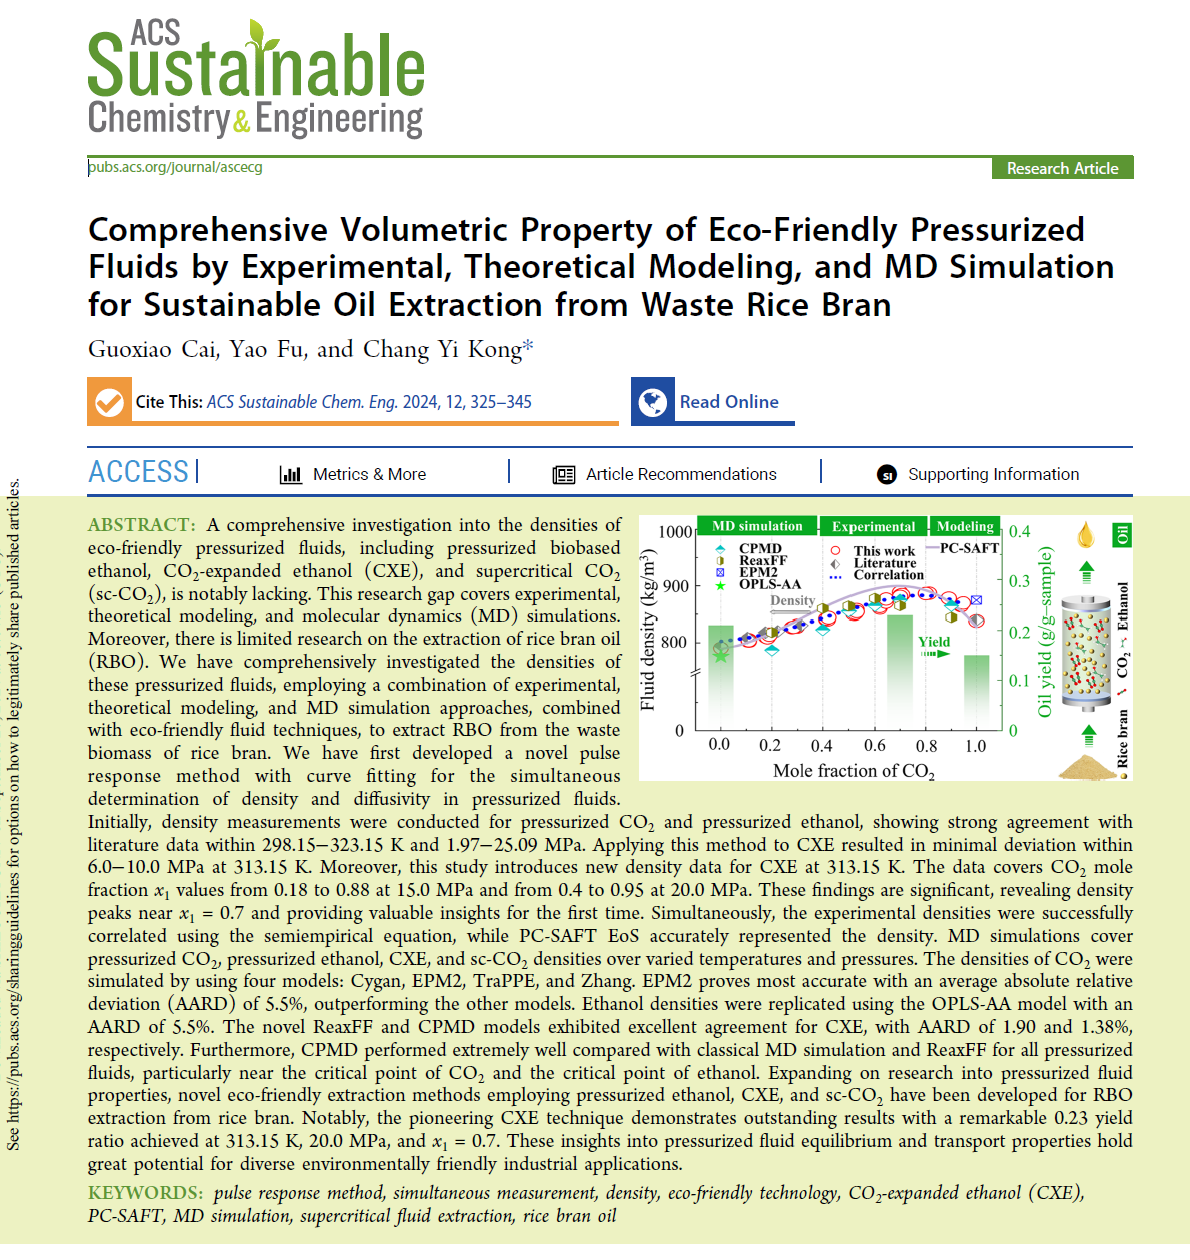 ACS
Sustainable
Chemistry & Engineering
pubs.acs.org/journal/ascecg
Research Article
Comprehensive Volumetric Property of Eco-Friendly Pressurized
Fluids by Experimental, Theoretical Modeling, and MD Simulation
for Sustainable Oil Extraction from Waste Rice Bran
Guoxiao Cai, Yao Fu, and Chang Yi Kong*
Cite This: ACS Sustainable Chem. Eng. 2024, 12, 325−345
Read Online
ACCESS
Metrics & More
Article Recommendations
SI
Supporting Information
ABSTRACT: A comprehensive investigation into the densities of
eco-friendly pressurized fluids, including pressurized biobased
ethanol, CO₂-expanded ethanol (CXE), and supercritical CO₂
(sc-CO₂), is notably lacking. This research gap covers experimental,
theoretical modeling, and molecular dynamics (MD) simulations.
Moreover, there is limited research on the extraction of rice bran oil
(RBO). We have comprehensively investigated the densities of
these pressurized fluids, employing a combination of experimental,
theoretical modeling, and MD simulation approaches, combined
with eco-friendly fluid techniques, to extract RBO from the waste
biomass of rice bran. We have first developed a novel pulse
response method with curve fitting for the simultaneous
determination of density and diffusivity in pressurized fluids.
Initially, density measurements were conducted for pressurized CO₂ and pressurized ethanol, showing strong agreement with
literature data within 298.15−323.15 K and 1.97−25.09 MPa. Applying this method to CXE resulted in minimal deviation within
6.0−10.0 MPa at 313.15 K. Moreover, this study introduces new density data for CXE at 313.15 K. The data covers CO₂ mole
fraction x₁ values from 0.18 to 0.88 at 15.0 MPa and from 0.4 to 0.95 at 20.0 MPa. These findings are significant, revealing density
peaks near x₁ = 0.7 and providing valuable insights for the first time. Simultaneously, the experimental densities were successfully
correlated using the semiempirical equation, while PC-SAFT EoS accurately represented the density. MD simulations cover
pressurized CO₂, pressurized ethanol, CXE, and sc-CO₂ densities over varied temperatures and pressures. The densities of CO₂ were
simulated by using four models: Cygan, EPM2, TraPPE, and Zhang. EPM2 proves most accurate with an average absolute relative
deviation (AARD) of 5.5%, outperforming the other models. Ethanol densities were replicated using the OPLS-AA model with an
AARD of 5.5%. The novel ReaxFF and CPMD models exhibited excellent agreement for CXE, with AARD of 1.90 and 1.38%,
respectively. Furthermore, CPMD performed extremely well compared with classical MD simulation and ReaxFF for all pressurized
fluids, particularly near the critical point of CO₂ and the critical point of ethanol. Expanding on research into pressurized fluid
properties, novel eco-friendly extraction methods employing pressurized ethanol, CXE, and sc-CO₂ have been developed for RBO
extraction from rice bran. Notably, the pioneering CXE technique demonstrates outstanding results with a remarkable 0.23 yield
ratio achieved at 313.15 K, 20.0 MPa, and x₁ = 0.7. These insights into pressurized fluid equilibrium and transport properties hold
great potential for diverse environmentally friendly industrial applications.
MD simulation Experimental Modeling
CPMD
ReaxFF
EPM2
OPLS-AA
This work
Literature
Correlation
PC-SAFT
Density
Yield
Fluid density (kg/m³)
1000
900
800
0
0.0 0.2 0.4 0.6 0.8 1.0
Mole fraction of CO₂
0.4
0.3
0.2
0.1
0
Oil yield (g/g−sample)
Oil
Rice bran CO₂ Ethanol
KEYWORDS: pulse response method, simultaneous measurement, density, eco-friendly technology, CO₂-expanded ethanol (CXE),
PC-SAFT, MD simulation, supercritical fluid extraction, rice bran oil
See https://pubs.acs.org/sharingguidelines for options on how to legitimately share published articles.